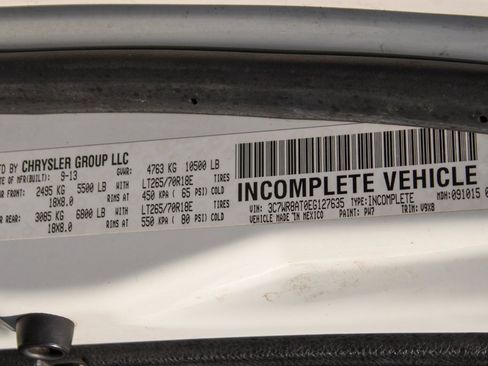 FD BY CHRYSLER GROUP LLC
ATE OF MFR(BUILT): 9-13 GVWR: 4763 KG 10500 LB
FRONT: 2495 KG 5500 LB WITH LT265/70R18E TIRES
18X8.0 RIMS AT 450 KPA ( 65 PSI) COLD
REAR: 3085 KG 6800 LB WITH LT265/70R18E TIRES
18X8.0 RIMS AT 550 KPA ( 80 PSI) COLD
INCOMPLETE VEHICLE
VIN: 3C7WR8AT0EG127635 TYPE: INCOMPLETE MDH: 091015
VEHICLE MADE IN MEXICO PAINT: PW7 TRIM: V9X8